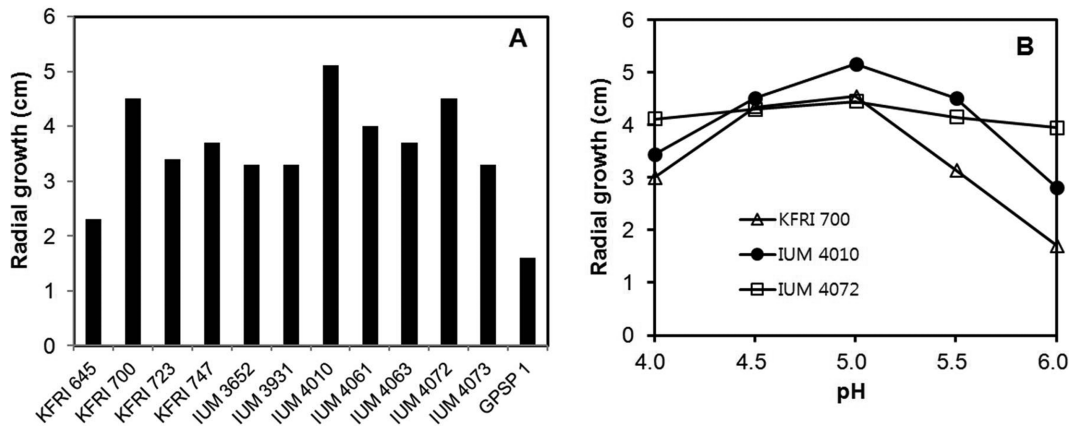 A
Radial growth (cm)
6
5
4
3
2
1
0
KFRI 645
KFRI 700
KFRI 723
KFRI 747
IUM 3652
IUM 3931
IUM 4010
IUM 4061
IUM 4063
IUM 4072
IUM 4073
GPSP 1
B
Radial growth (cm)
6
5
4
3
2
1
0
KFRI 700
IUM 4010
IUM 4072
4.0
4.5
5.0
5.5
6.0
pH